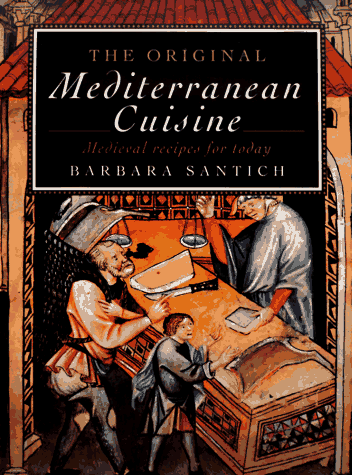 THE ORIGINAL
Mediterranean
Cuisine
Medieval recipes for today
BARBARA SANTICH